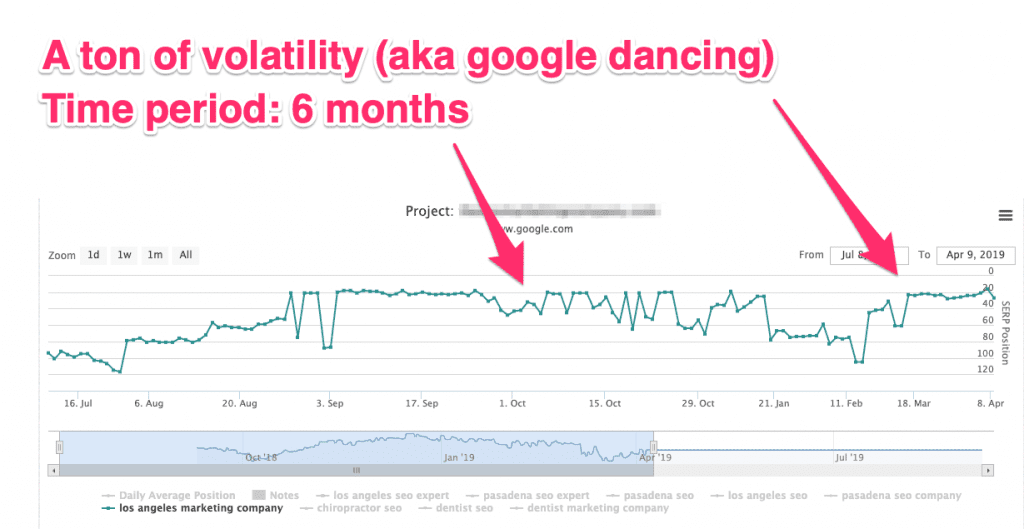 A ton of volatility (aka google dancing)
Time period: 6 months
Project:
w.google.com
Zoom 1d 1w 1m All
From Jul 8, To Apr 9, 2019
0
20
40
60
80
100
120
SERP Position
16. Jul 6. Aug 20. Aug 3. Sep 17. Sep 1. Oct 15. Oct 29. Oct 21. Jan 11. Feb 18. Mar 8. Apr
Oct '18 Jan '19 Apr '19 Jul '19
Daily Average Position Notes los angeles seo expert pasadena seo expert pasadena seo los angeles seo pasadena seo company
los angeles marketing company chiropractor seo dentist seo dentist marketing company